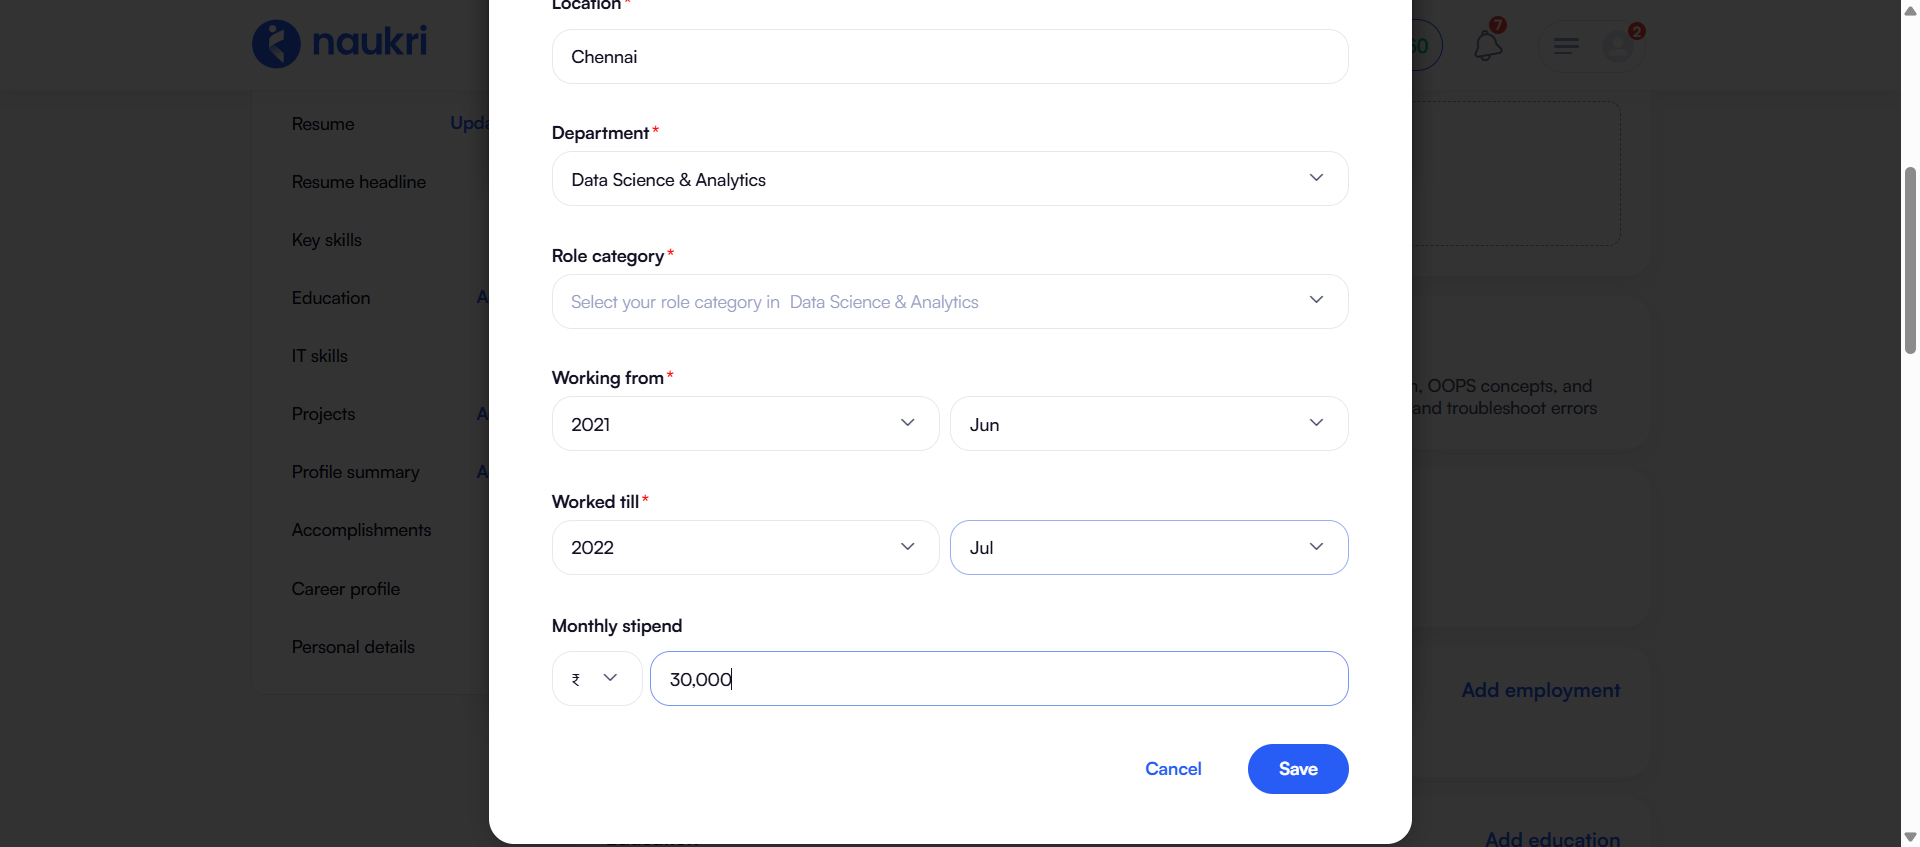 Location*
naukri
60
7
2
Chennai
Resume
Upda
Department*
Data Science & Analytics
Resume headline
Key skills
Role category*
Education
A
Select your role category in Data Science & Analytics
IT skills
Working from*
n, OOPS concepts, and
Projects
A
2021
Jun
and troubleshoot errors
Profile summary
A
Worked till*
Accomplishments
2022
Jul
Career profile
Monthly stipend
Personal details
₹
30,000
Add employment
Cancel
Save
Add education